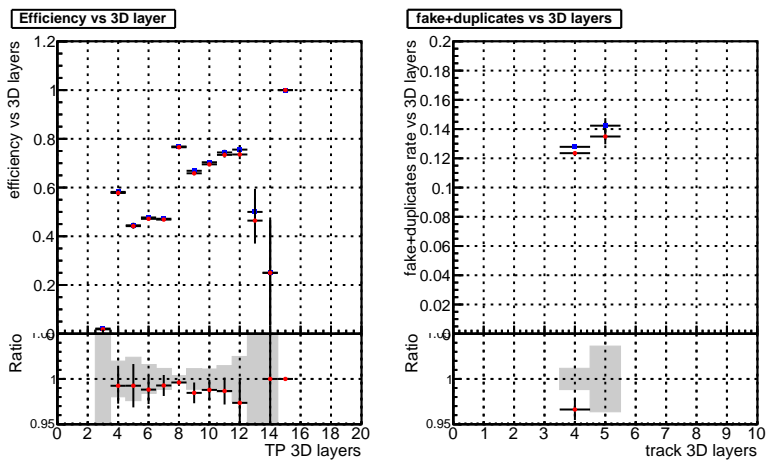 Efficiency vs 3D layer
efficiency vs 3D layers
1.2
1
0.8
0.6
0.4
0.2
0
Ratio
1
0.95
0 2 4 6 8 10 12 14 16 18 20
TP 3D layers
fake+duplicates vs 3D layers
fake+duplicates rate vs 3D layers
0.2
0.18
0.16
0.14
0.12
0.1
0.08
0.06
0.04
0.02
0
Ratio
1
0.95
0 1 2 3 4 5 6 7 8 9 10
track 3D layers